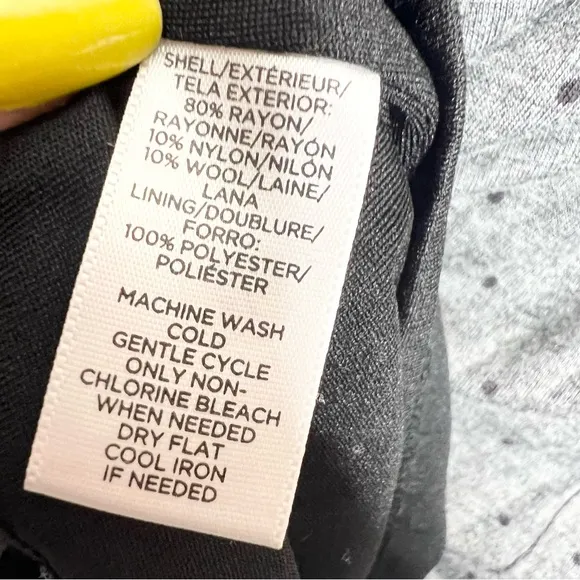 SHELL/EXTÉRIEUR/
TELA EXTERIOR:
80% RAYON/
RAYONNE/RAYÓN
10% NYLON/NILÓN
10% WOOL/LAINE/
LANA
LINING/DOUBLURE/
FORRO:
100% POLYESTER/
POLIÉSTER
MACHINE WASH
COLD
GENTLE CYCLE
ONLY NON-
CHLORINE BLEACH
WHEN NEEDED
DRY FLAT
COOL IRON
IF NEEDED